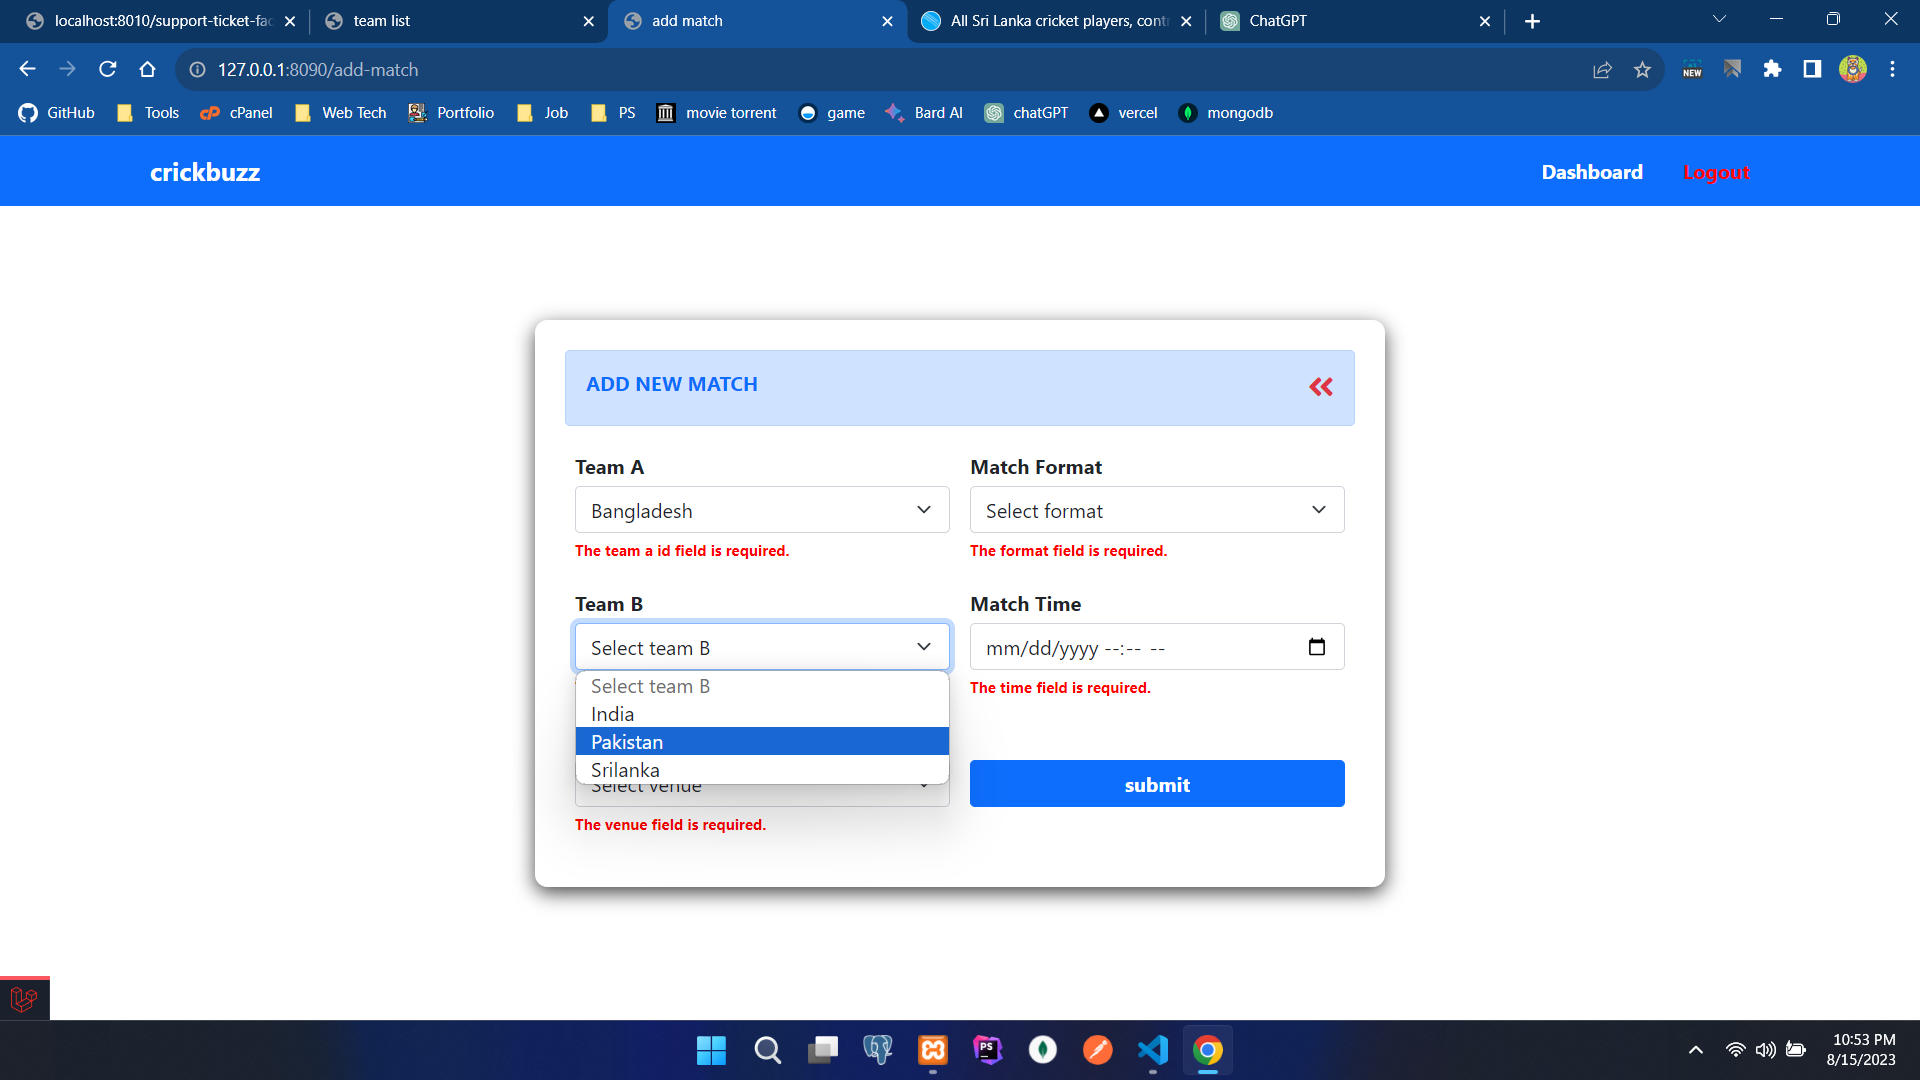 localhost:8010/support-ticket-fac
team list
add match
All Sri Lanka cricket players, contr
ChatGPT
127.0.0.1:8090/add-match
NEW
GitHub
Tools
cPanel
Web Tech
Portfolio
Job
PS
movie torrent
game
Bard AI
chatGPT
vercel
mongodb
crickbuzz
Dashboard
Logout
ADD NEW MATCH
Team A
Match Format
Bangladesh
Select format
The team a id field is required.
The format field is required.
Team B
Match Time
Select team B
mm/dd/yyyy --:-- --
Select team B
The time field is required.
India
Pakistan
Srilanka
Select venue
submit
The venue field is required.
PS
10:53 PM
8/15/2023